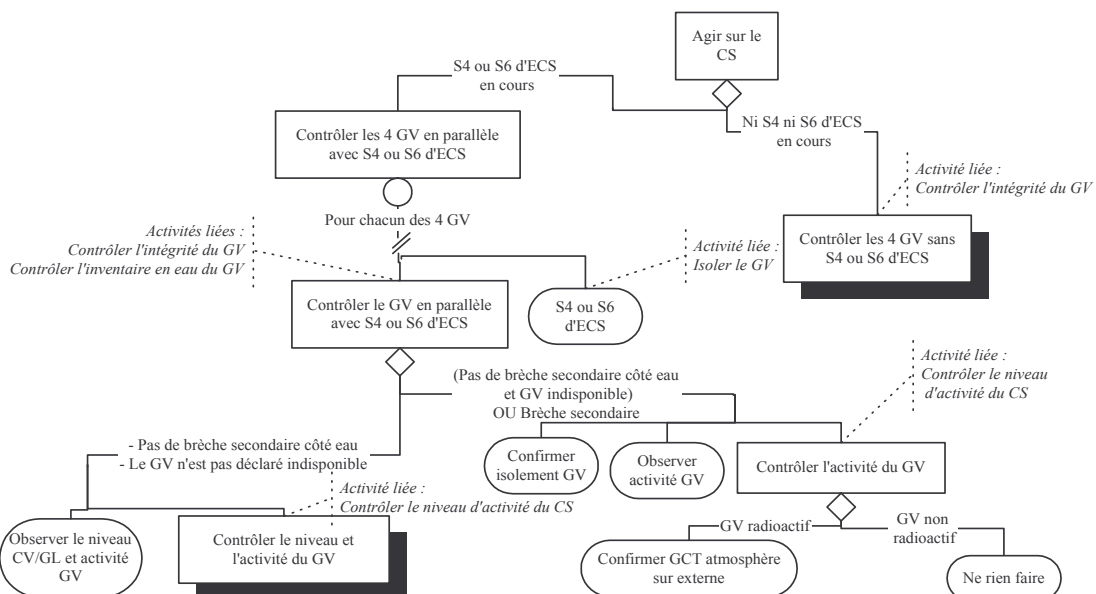 Agir sur le
CS
S4 ou S6 d'ECS
en cours
Ni S4 ni S6 d'ECS
en cours
Contrôler les 4 GV en parallèle
avec S4 ou S6 d'ECS
Activité liée :
Contrôler l'intégrité du GV
Pour chacun des 4 GV
Activités liées :
Contrôler l'intégrité du GV
Contrôler l'inventaire en eau du GV
Activité liée :
Isoler le GV
Contrôler les 4 GV sans
S4 ou S6 d'ECS
Contrôler le GV en parallèle
avec S4 ou S6 d'ECS
S4 ou S6
d'ECS
Activité liée :
Contrôler le niveau
d'activité du CS
(Pas de brèche secondaire côté eau
et GV indisponible)
OU Brèche secondaire
- Pas de brèche secondaire côté eau
- Le GV n'est pas déclaré indisponible
Confirmer
isolement GV
Observer
activité GV
Contrôler l'activité du GV
Activité liée :
Contrôler le niveau d'activité du CS
Observer le niveau
CV/GL et activité
GV
Contrôler le niveau et
l'activité du GV
GV radioactif
GV non
radioactif
Confirmer GCT atmosphère
sur externe
Ne rien faire